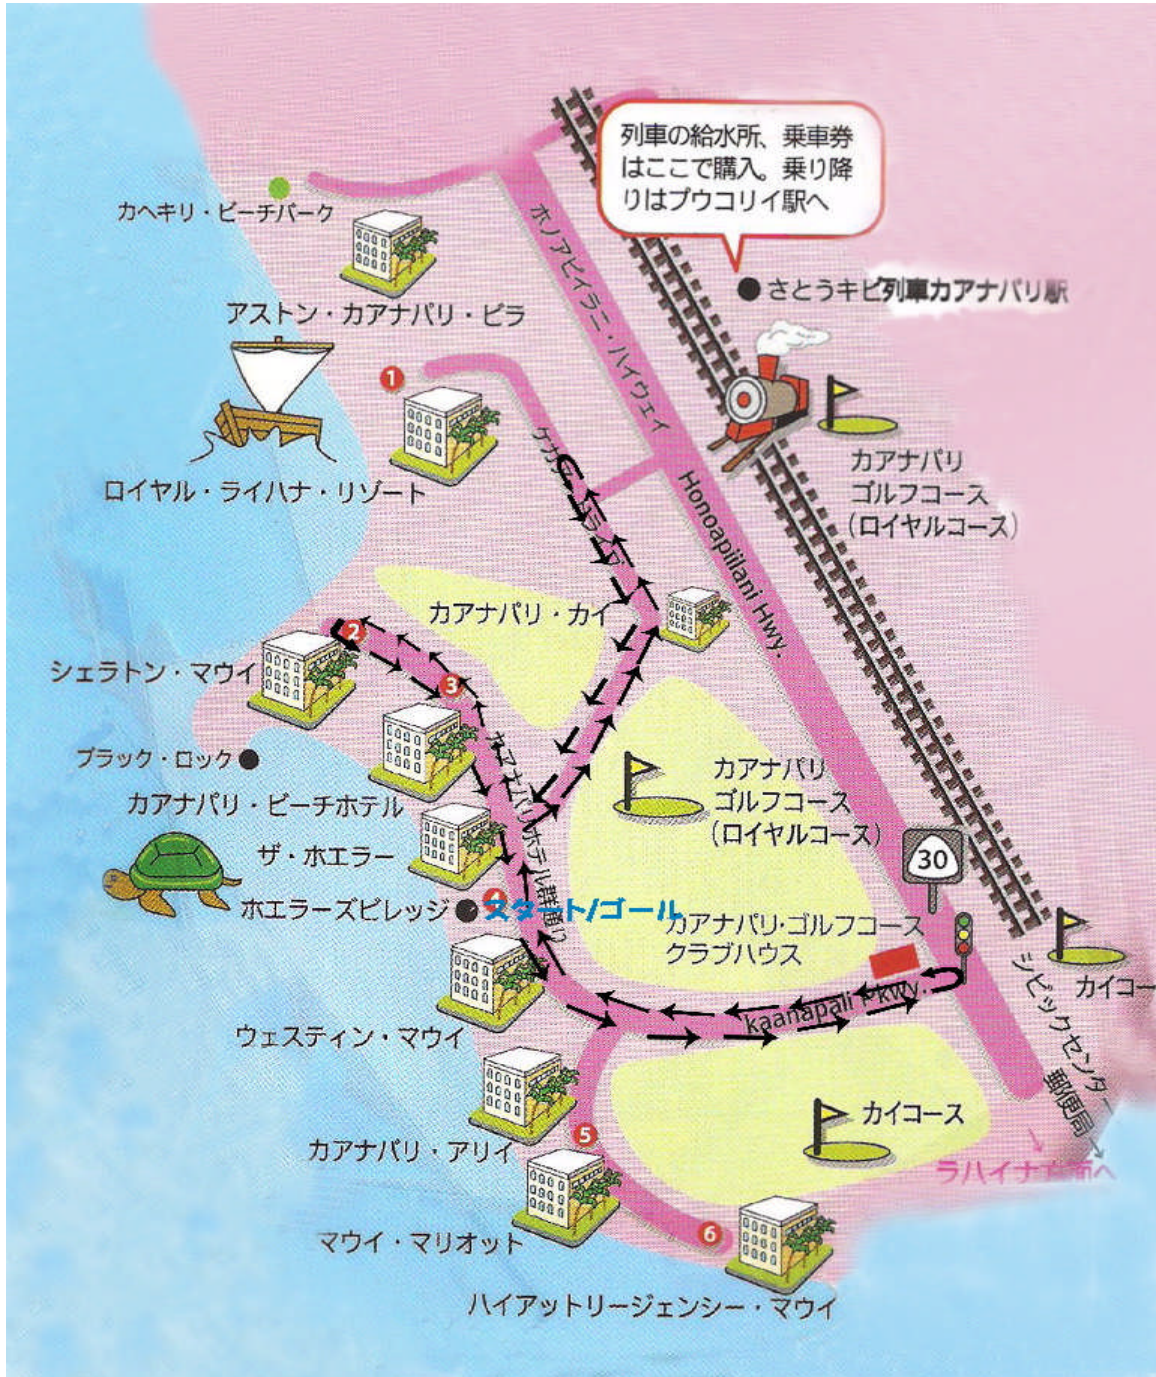 列車の給水所、乗車券
はここで購入。乗り降
りはプウコリイ駅へ
カヘキリ・ビーチパーク
ホノアピイラニ・ハイウェイ
さとうキビ列車カアナパリ駅
アストン・カアナパリ・ビラ
1
ロイヤル・ライハナ・リゾート
カアナパリ
ゴルフコース
(ロイヤルコース)
Honoapiilani Hwy.
カアナパリ・カイ
2
シェラトン・マウイ
3
ブラック・ロック
カアナパリ・ビーチホテル
カアナパリホテル群通り
カアナパリ
ゴルフコース
(ロイヤルコース)
ザ・ホエラー
30
4
ホエラーズビレッジ
スタート/ゴール
カアナパリ・ゴルフコース
クラブハウス
カイコー
シビックセンター
郵便局
kaanapali Pkwy.
ウェスティン・マウイ
カイコース
カアナパリ・アリイ
5
ラハイナ方面へ
マウイ・マリオット
6
ハイアットリージェンシー・マウイ